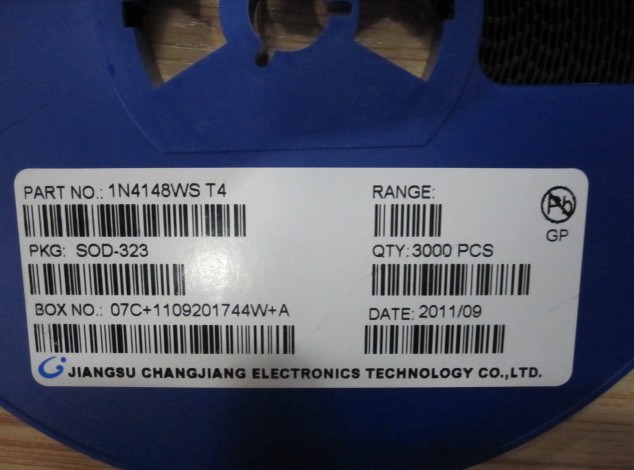 PART NO.: 1N4148WS T4
RANGE:
Pb
PKG: SOD-323
QTY: 3000 PCS
GP
BOX NO.: 07C+1109201744W+A
DATE: 2011/09
JIANGSU CHANGJIANG ELECTRONICS TECHNOLOGY CO.,LTD.